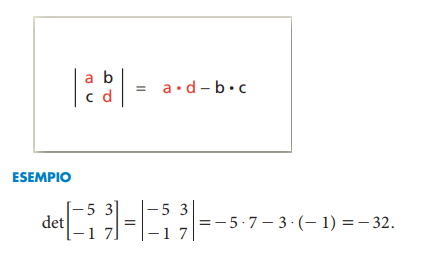 |a b|
|c d| = a • d – b • c
ESEMPIO
det[– 5 3] = |– 5 3| = – 5 · 7 – 3 · (– 1) = – 32.
[– 1 7] |– 1 7|